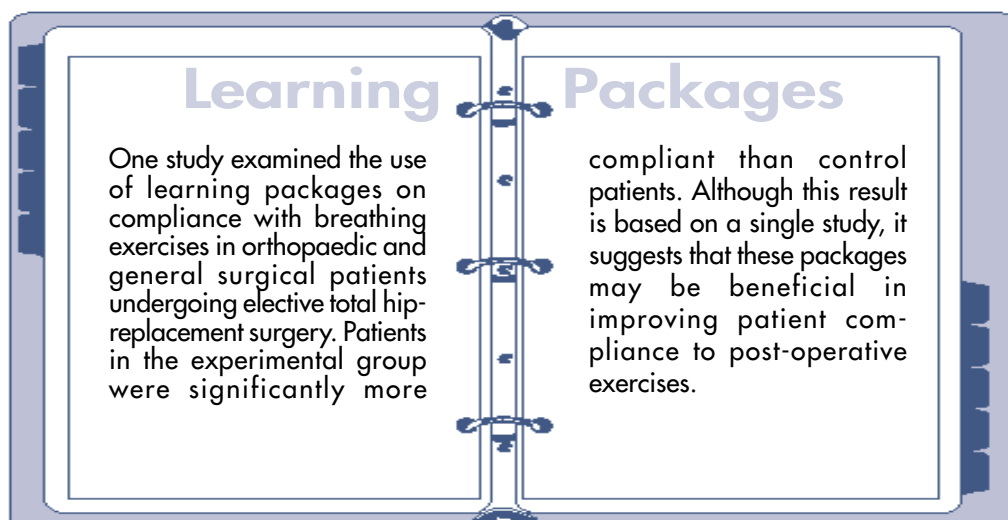 Learning Packages
One study examined the use
of learning packages on
compliance with breathing
exercises in orthopaedic and
general surgical patients
undergoing elective total hip-
replacement surgery. Patients
in the experimental group
were significantly more
compliant than control
patients. Although this result
is based on a single study, it
suggests that these packages
may be beneficial in
improving patient com-
pliance to post-operative
exercises.